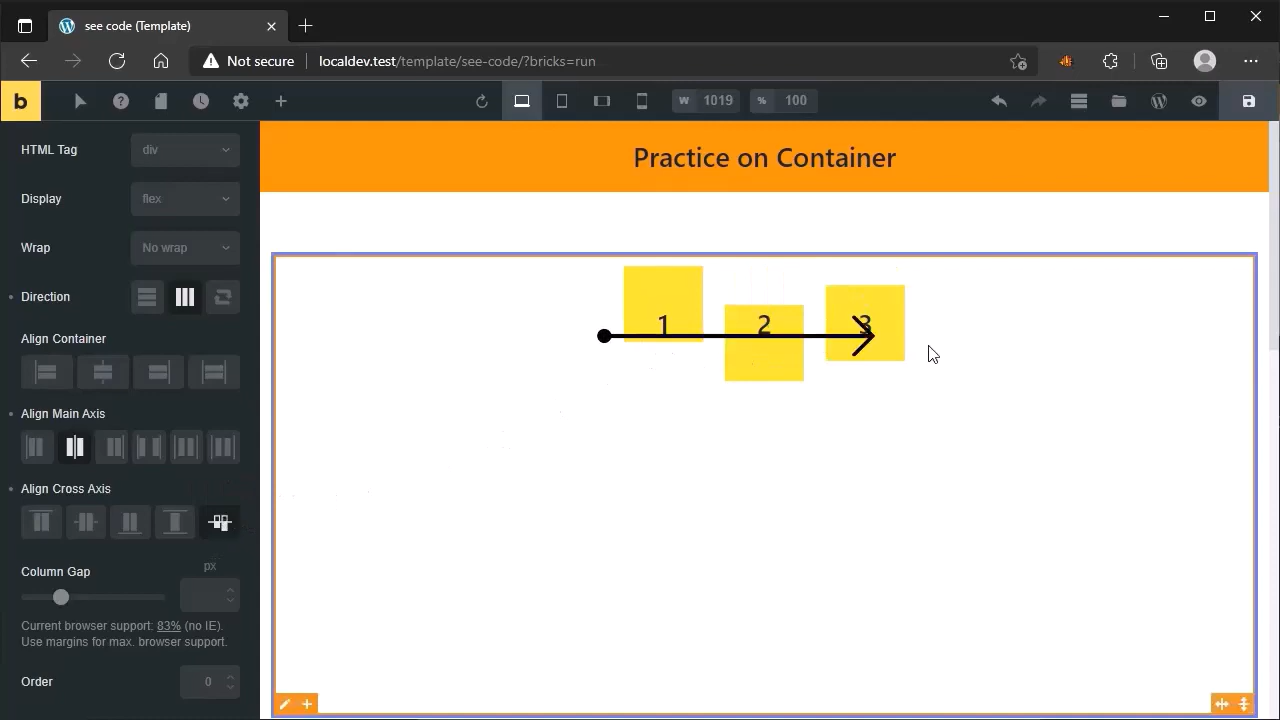 see code (Template)
Not secure
localdev.test/template/see-code/?bricks=run
b
W 1019
% 100
HTML Tag
div
Display
flex
Wrap
No wrap
Direction
Align Container
Align Main Axis
Align Cross Axis
Column Gap
px
Current browser support: 83% (no IE).
Use margins for max. browser support.
Order
0
Practice on Container
1
2
3